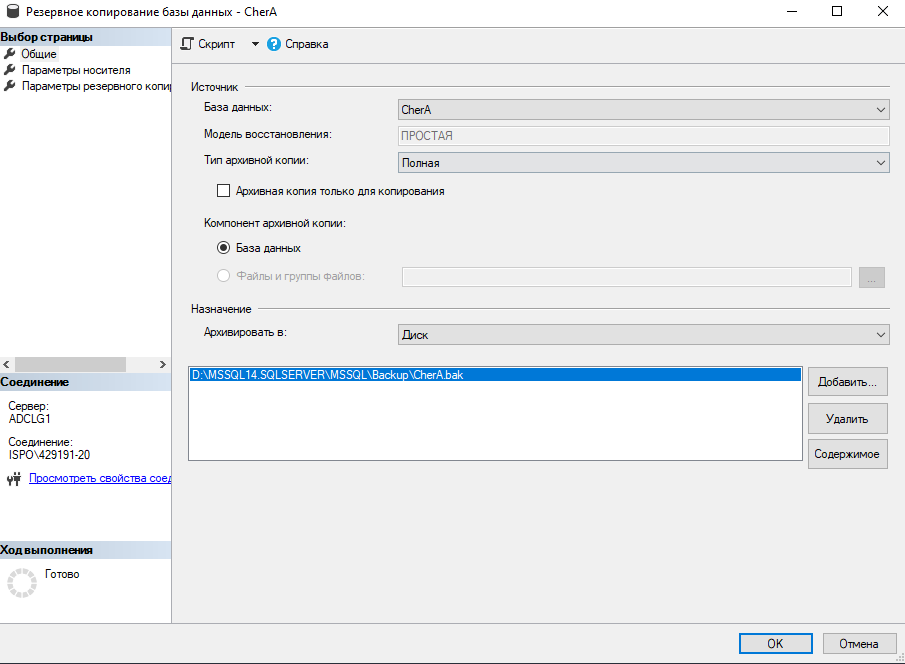 Резервное копирование базы данных - CherA
Выбор страницы
Общие
Параметры носителя
Параметры резервного копир
Скрипт
Справка
Источник
База данных:
CherA
Модель восстановления:
ПРОСТАЯ
Тип архивной копии:
Полная
Архивная копия только для копирования
Компонент архивной копии:
База данных
Файлы и группы файлов:
...
Назначение
Архивировать в:
Диск
D:\MSSQL14.SQLSERVER\MSSQL\Backup\CherA.bak
Добавить...
Удалить
Содержимое
Соединение
Сервер:
ADCLG1
Соединение:
ISPO\429191-20
Просмотреть свойства соед
Ход выполнения
Готово
ОК
Отмена